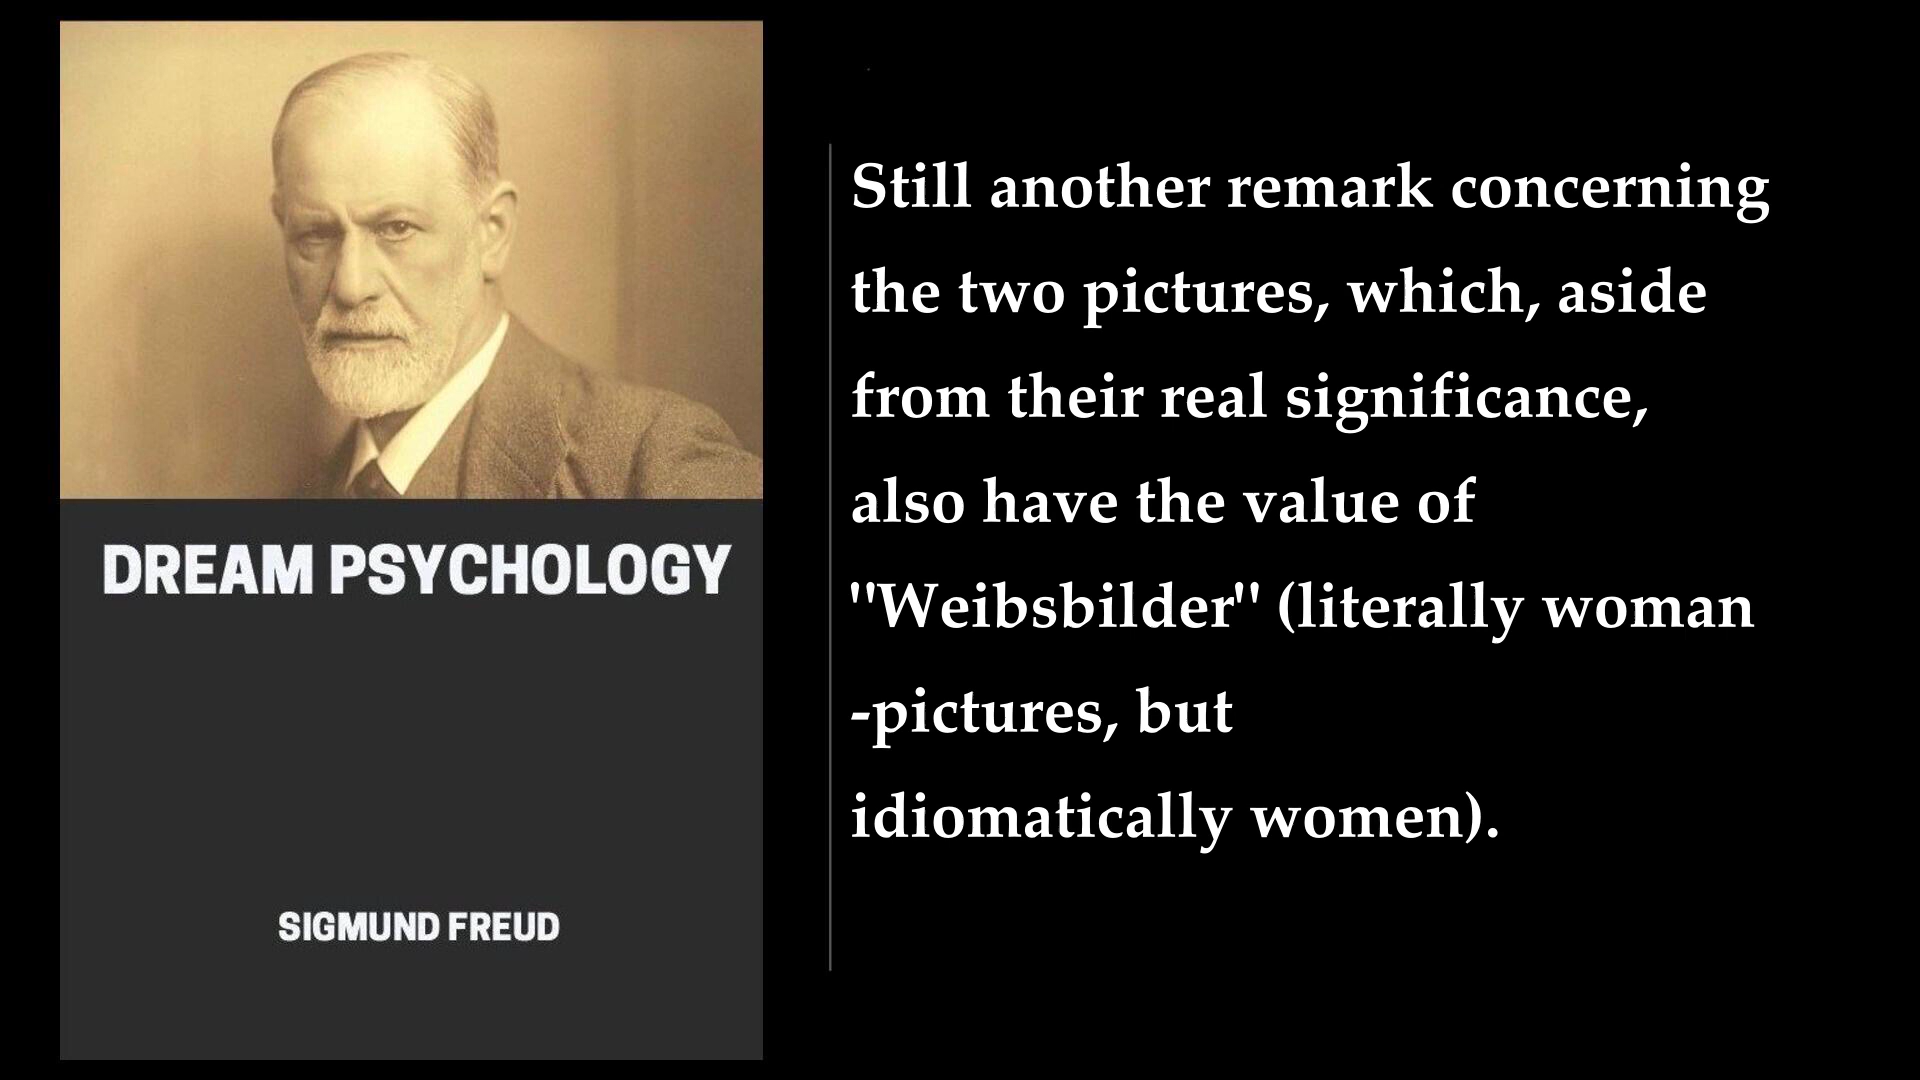 DREAM PSYCHOLOGY
SIGMUND FREUD
Still another remark concerning
the two pictures, which, aside
from their real significance,
also have the value of
"Weibsbilder" (literally woman
-pictures, but
idiomatically women).